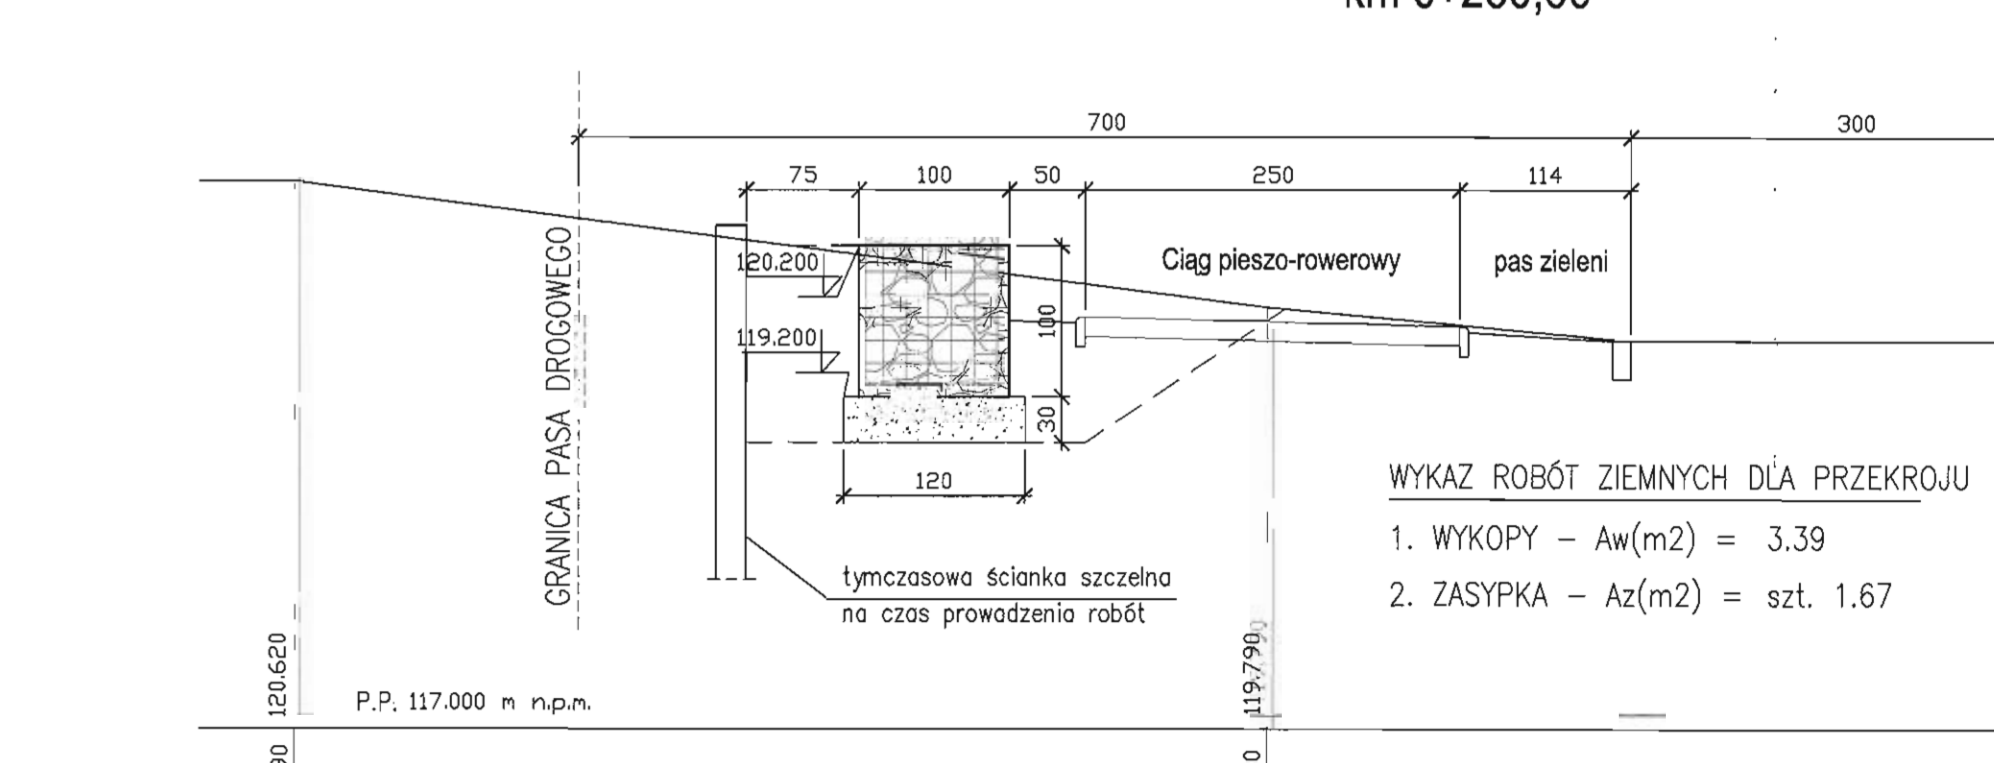 700
300
75 100 50 250 114
120.200
Ciąg pieszo-rowerowy
pas zieleni
119.200
100
30
120
GRANICA PASA DROGOWEGO
WYKAZ ROBÓT ZIEMNYCH DLA PRZEKROJU
1. WYKOPY – Aw(m2) = 3.39
2. ZASYPKA – Az(m2) = szt. 1.67
tymczasowa ścianka szczelna
na czas prowadzenia robót
120.620
P.P. 117.000 m n.p.m.
119.790